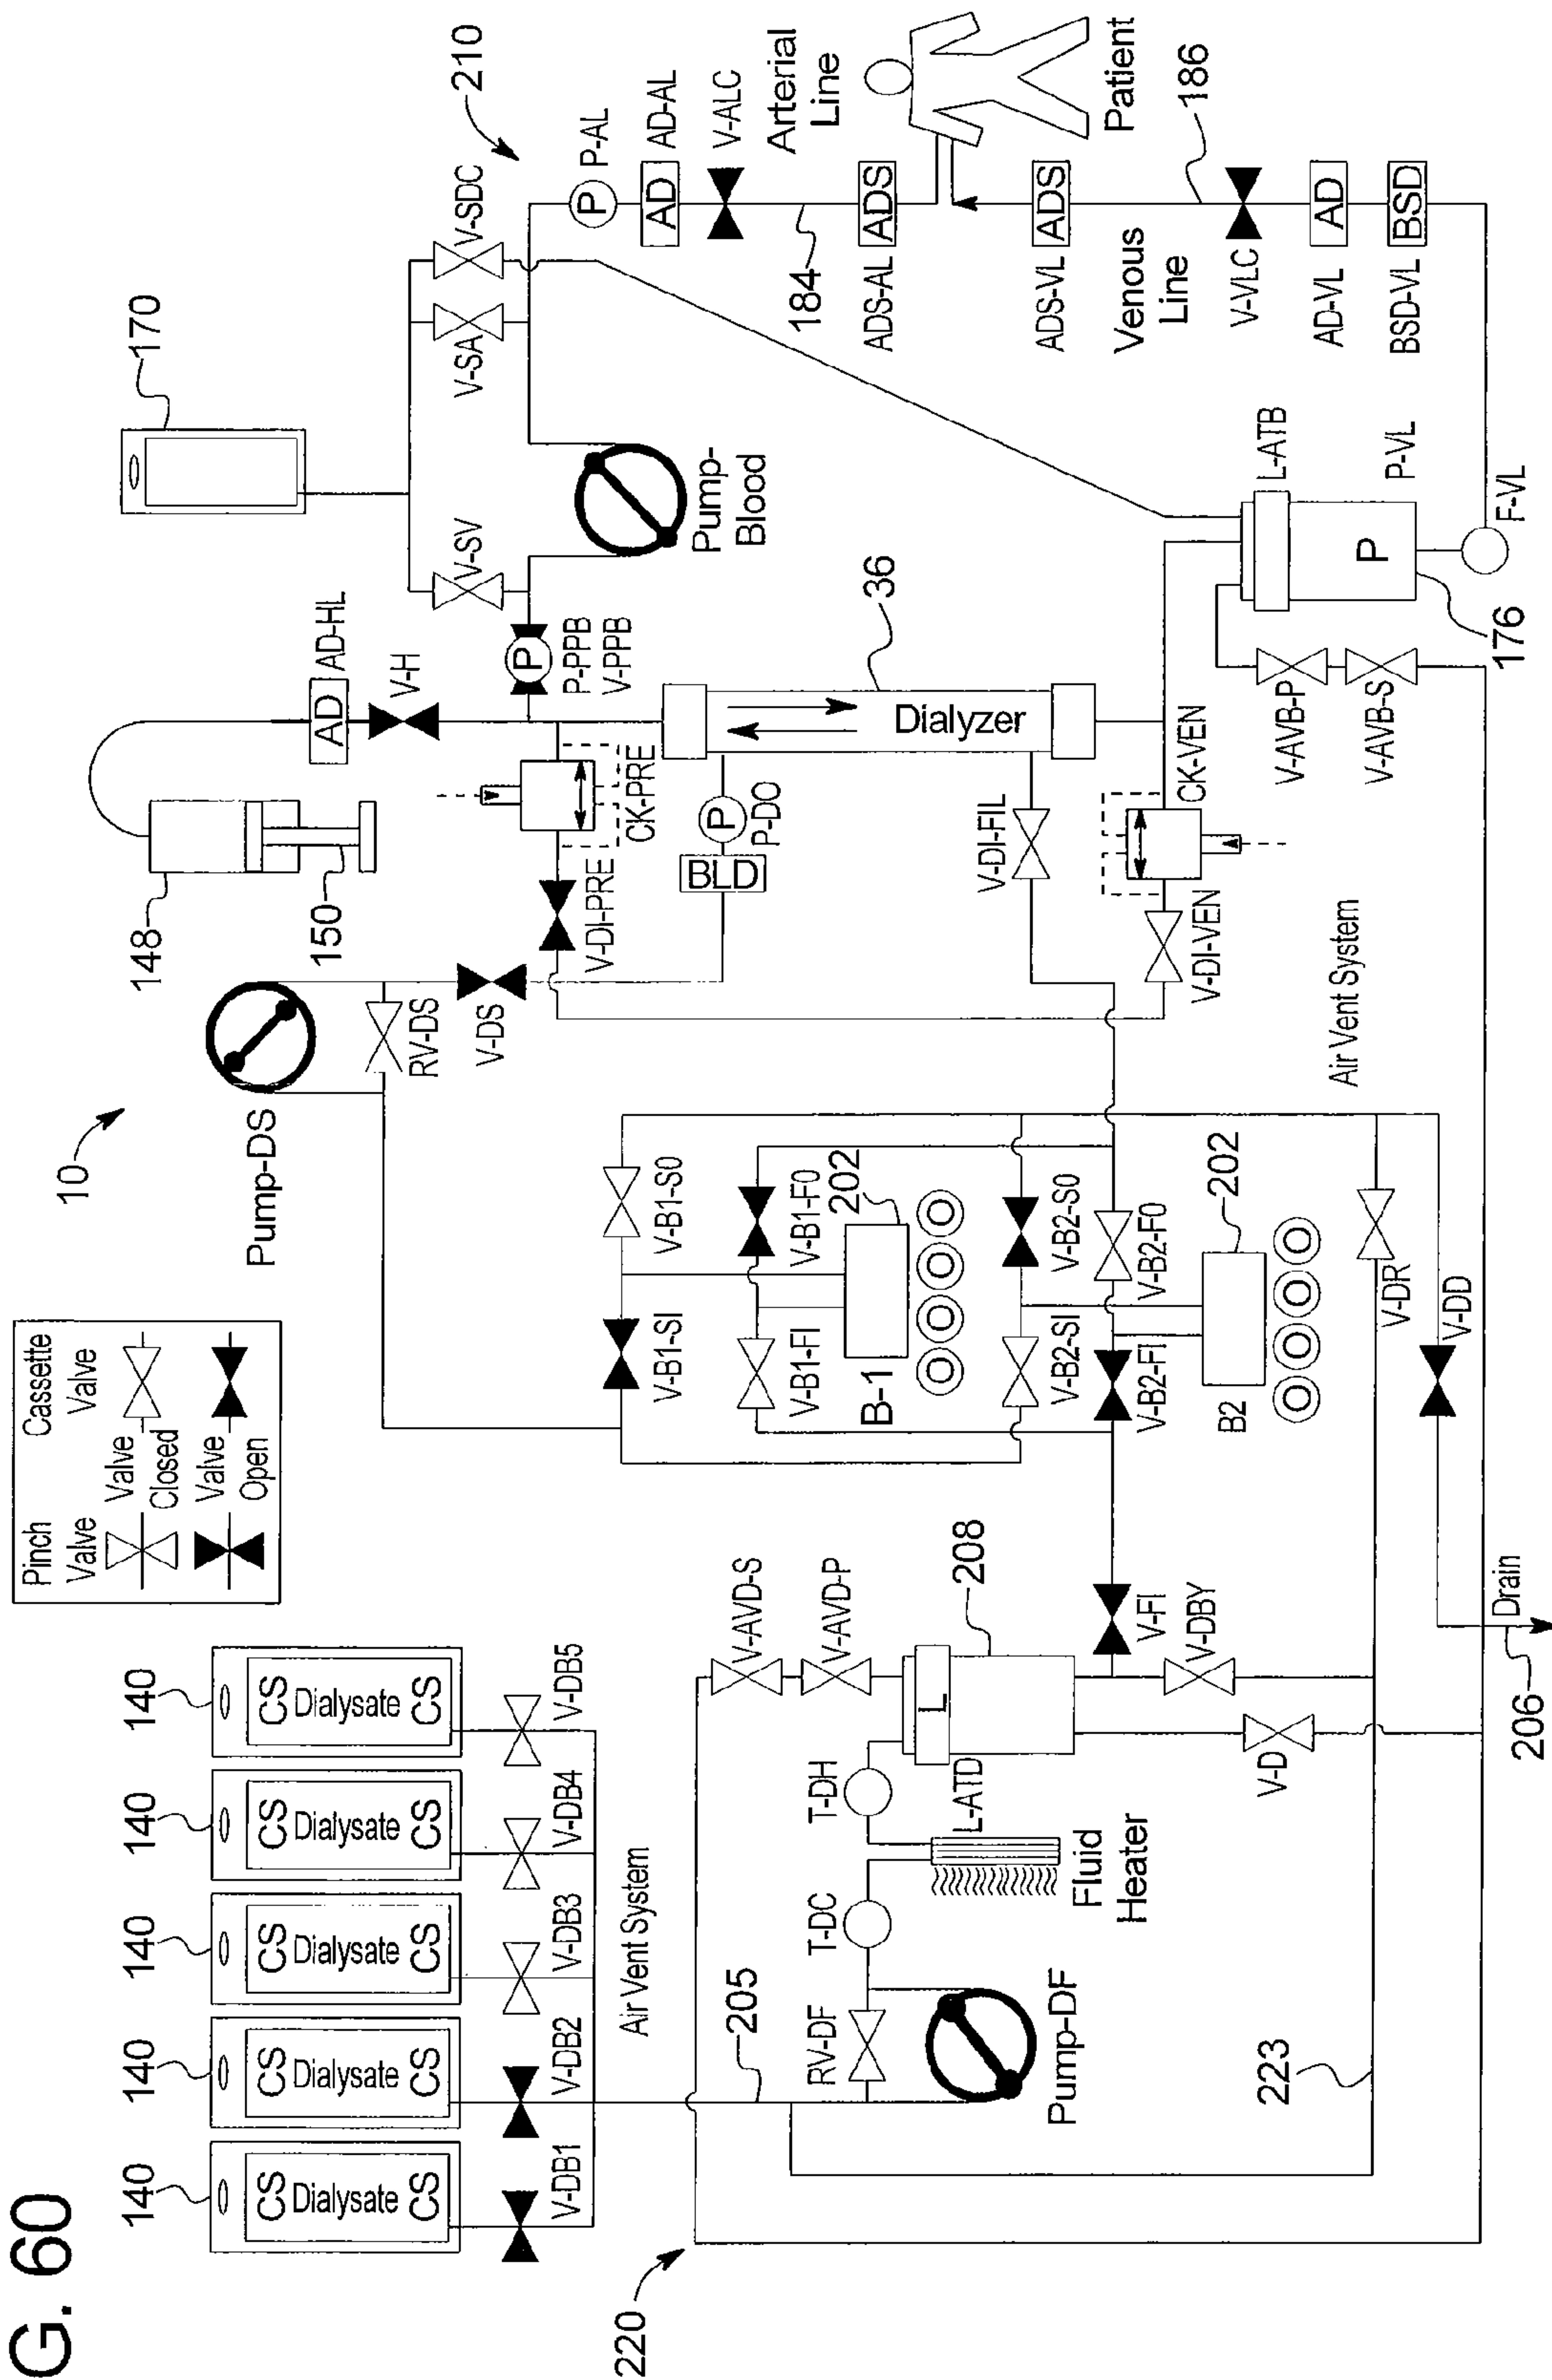 G. 60
10
Pinch
Valve
Cassette
Valve
Valve
Closed
Valve
Open
140
140
140
140
140
CS Dialysate CS
CS Dialysate CS
CS Dialysate CS
CS Dialysate CS
CS Dialysate CS
V-DB1
V-DB2
V-DB3
V-DB4
V-DB5
Air Vent System
220
205
RV-DF
Pump-DF
T-DC
Fluid
Heater
T-DH
L-ATD
L
V-AVD-S
V-AVD-P
208
V-FI
V-DBY
V-D
223
206
Drain
V-DD
V-DR
Pump-DS
RV-DS
V-DS
V-B1-SI
V-B1-S0
V-B1-FI
V-B1-F0
B-1
202
V-B2-SI
V-B2-S0
V-B2-FI
V-B2-F0
B2
202
Air Vent System
148
150
AD
AD-HL
V-H
V-DI-PRE
CK-PRE
BLD
P
P-DO
P
P-PPB
V-PPB
Dialyzer
36
V-DI-FIL
V-DI-VEN
CK-VEN
V-AVB-P
V-AVB-S
176
P
L-ATB
P-VL
F-VL
170
V-SV
V-SA
V-SDC
Pump-
Blood
210
P
P-AL
AD
AD-AL
V-ALC
Arterial
Line
184
ADS
ADS-AL
Patient
ADS
ADS-VL
Venous
Line
186
V-VLC
AD
AD-VL
BSD
BSD-VL